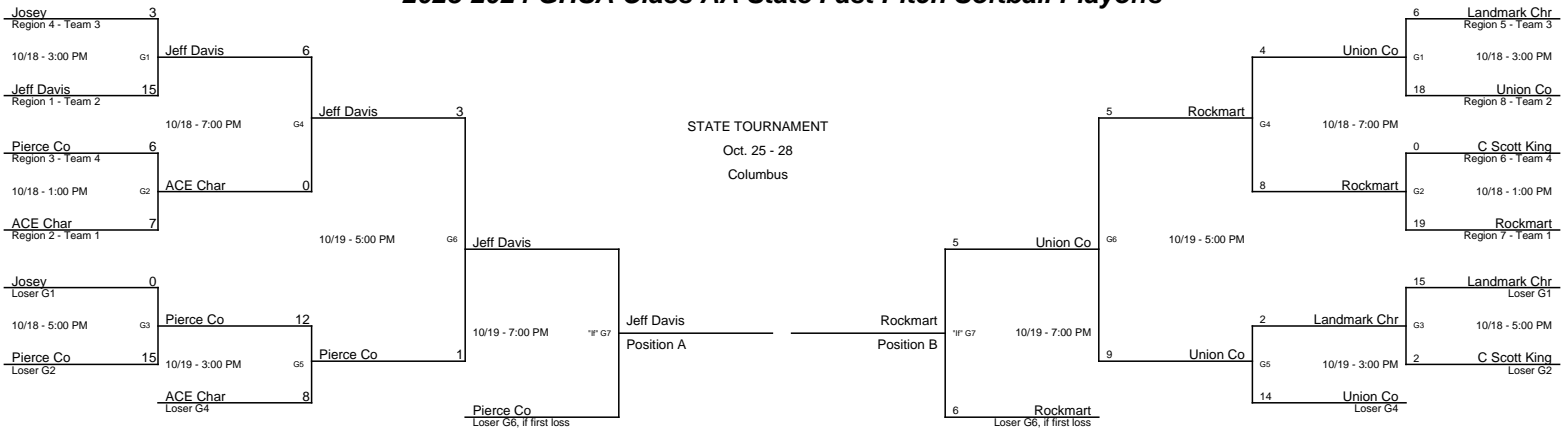 2023-2024 GHSA Class AA State Fast Pitch Softball Playoffs
Josey 3
Region 4 - Team 3
10/18 - 3:00 PM G1
Jeff Davis 15
Region 1 - Team 2
Pierce Co 6
Region 3 - Team 4
10/18 - 1:00 PM G2
ACE Char 7
Region 2 - Team 1
Josey 0
Loser G1
10/18 - 5:00 PM G3
Pierce Co 15
Loser G2
Jeff Davis 6
10/18 - 7:00 PM G4
ACE Char 0
Pierce Co 12
10/19 - 3:00 PM G5
ACE Char 8
Loser G4
Jeff Davis 3
10/19 - 5:00 PM G6
Pierce Co 1
Jeff Davis
10/19 - 7:00 PM "If" G7
Pierce Co
Loser G6, if first loss
Jeff Davis
Position A
STATE TOURNAMENT
Oct. 25 - 28
Columbus
Rockmart
Position B
5 Union Co
"If" G7 10/19 - 7:00 PM
6 Rockmart
Loser G6, if first loss
5 Rockmart
G6 10/19 - 5:00 PM
9 Union Co
4 Union Co
G4 10/18 - 7:00 PM
8 Rockmart
2 Landmark Chr
G5 10/19 - 3:00 PM
14 Union Co
Loser G4
6 Landmark Chr
Region 5 - Team 3
G1 10/18 - 3:00 PM
18 Union Co
Region 8 - Team 2
0 C Scott King
Region 6 - Team 4
G2 10/18 - 1:00 PM
19 Rockmart
Region 7 - Team 1
15 Landmark Chr
Loser G1
G3 10/18 - 5:00 PM
2 C Scott King
Loser G2